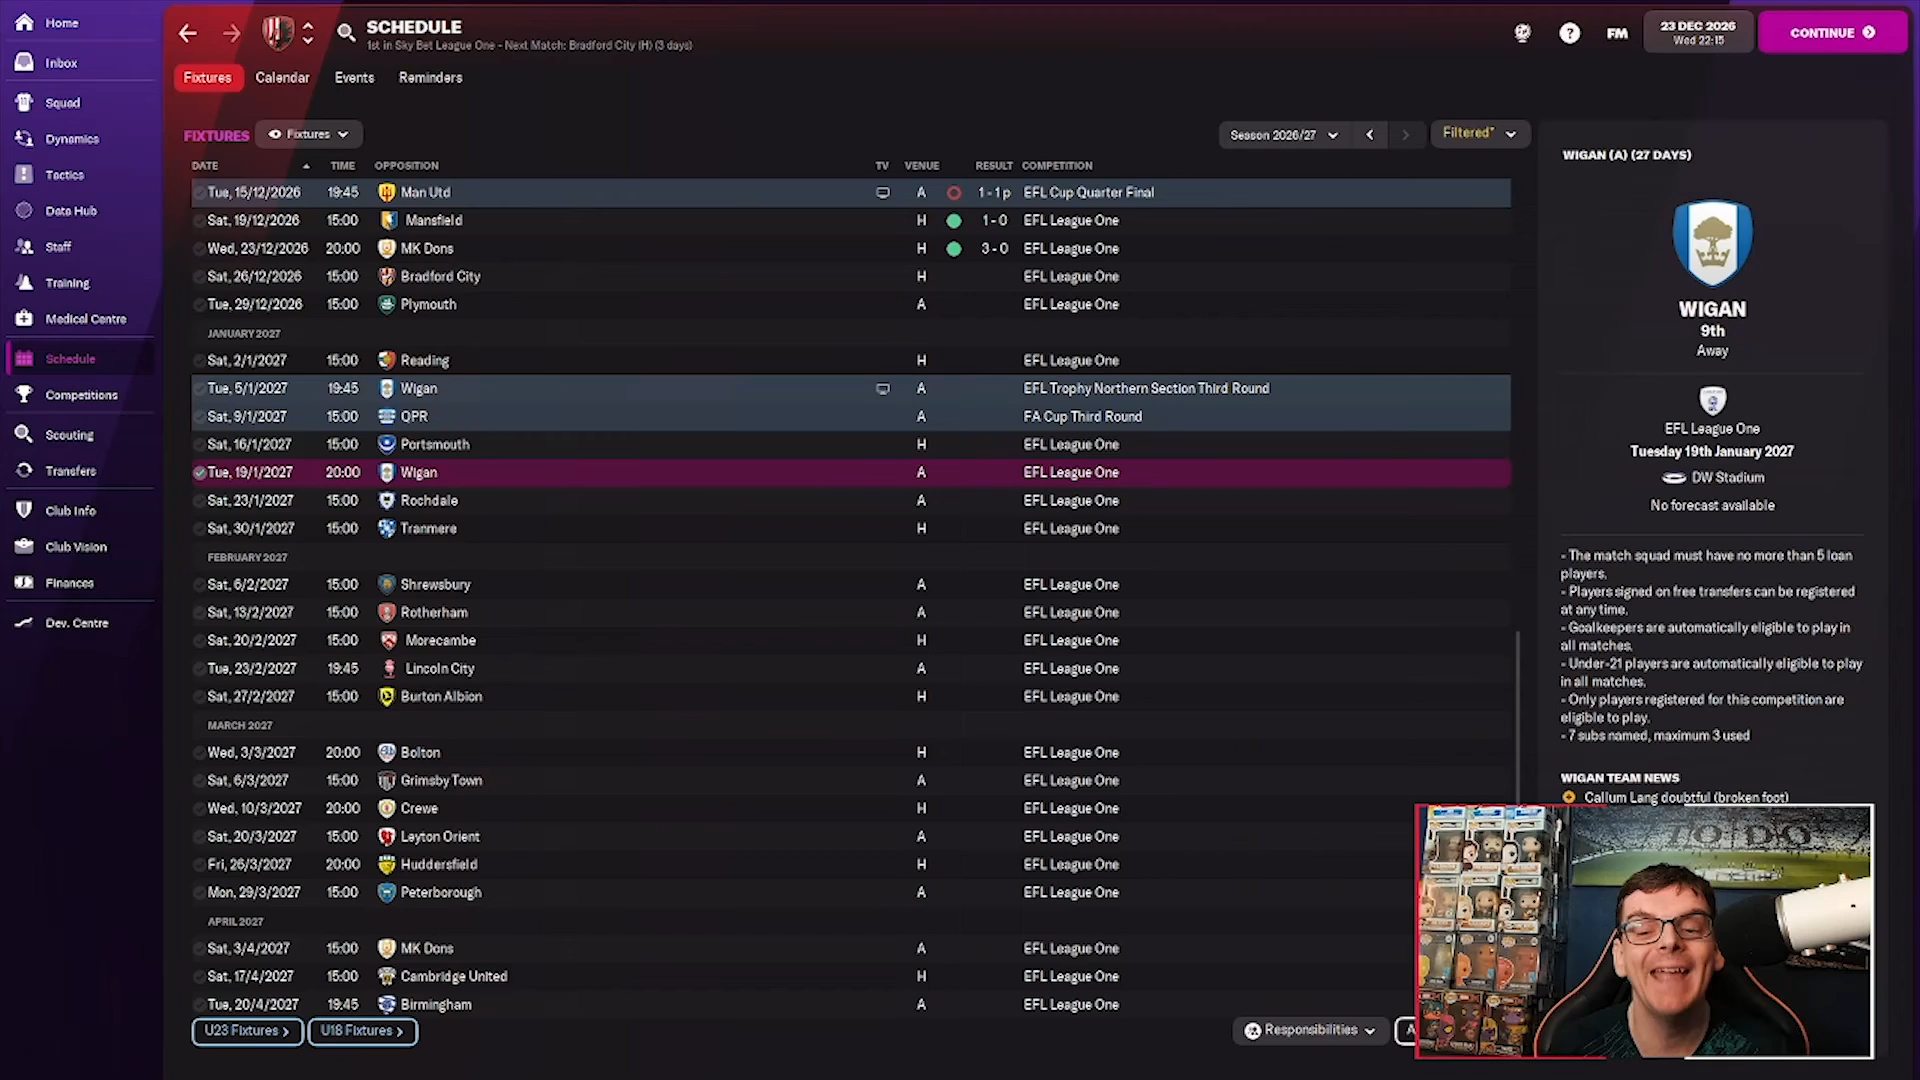 Home
Inbox
Squad
Dynamics
Tactics
Data Hub
Staff
Training
Medical Centre
Schedule
Competitions
Scouting
Transfers
Club Info
Club Vision
Finances
Dev. Centre
SCHEDULE
1st in Sky Bet League One - Next Match: Bradford City (H) (3 days)
? FM
23 DEC 2026
Wed 22:15
CONTINUE
Fixtures Calendar Events Reminders
FIXTURES Fixtures
Season 2026/27 Filtered*
DATE TIME OPPOSITION TV VENUE RESULT COMPETITION
Tue, 15/12/2026 19:45 Man Utd A 1 - 1 p EFL Cup Quarter Final
Sat, 19/12/2026 15:00 Mansfield H 1 - 0 EFL League One
Wed, 23/12/2026 20:00 MK Dons H 3 - 0 EFL League One
Sat, 26/12/2026 15:00 Bradford City H EFL League One
Tue, 29/12/2026 15:00 Plymouth A EFL League One
JANUARY 2027
Sat, 2/1/2027 15:00 Reading H EFL League One
Tue, 5/1/2027 19:45 Wigan A EFL Trophy Northern Section Third Round
Sat, 9/1/2027 15:00 QPR A FA Cup Third Round
Sat, 16/1/2027 15:00 Portsmouth H EFL League One
Tue, 19/1/2027 20:00 Wigan A EFL League One
Sat, 23/1/2027 15:00 Rochdale A EFL League One
Sat, 30/1/2027 15:00 Tranmere H EFL League One
FEBRUARY 2027
Sat, 6/2/2027 15:00 Shrewsbury A EFL League One
Sat, 13/2/2027 15:00 Rotherham A EFL League One
Sat, 20/2/2027 15:00 Morecambe H EFL League One
Tue, 23/2/2027 19:45 Lincoln City A EFL League One
Sat, 27/2/2027 15:00 Burton Albion H EFL League One
MARCH 2027
Wed, 3/3/2027 20:00 Bolton H EFL League One
Sat, 6/3/2027 15:00 Grimsby Town A EFL League One
Wed, 10/3/2027 20:00 Crewe H EFL League One
Sat, 20/3/2027 15:00 Leyton Orient A EFL League One
Fri, 26/3/2027 20:00 Huddersfield H EFL League One
Mon, 29/3/2027 15:00 Peterborough A EFL League One
APRIL 2027
Sat, 3/4/2027 15:00 MK Dons A EFL League One
Sat, 17/4/2027 15:00 Cambridge United H EFL League One
Tue, 20/4/2027 19:45 Birmingham A EFL League One
U23 Fixtures > U18 Fixtures >
Responsibilities
WIGAN (A) (27 DAYS)
WIGAN
9th
Away
EFL League One
Tuesday 19th January 2027
DW Stadium
No forecast available
- The match squad must have no more than 5 loan
players.
- Players signed on free transfers can be registered
at any time.
- Goalkeepers are automatically eligible to play in
all matches.
- Under-21 players are automatically eligible to play
in all matches.
- Only players registered for this competition are
eligible to play.
- 7 subs named, maximum 3 used
WIGAN TEAM NEWS
Callum Lang doubtful (broken foot)